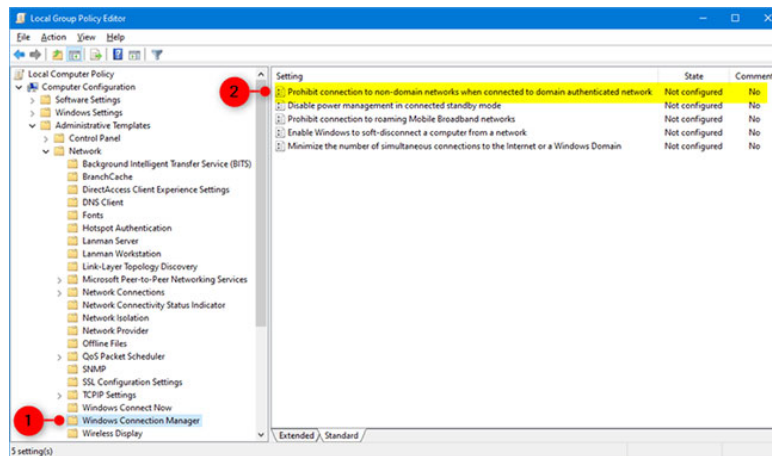 Local Group Policy Editor
File Action View Help
Local Computer Policy
Computer Configuration
Software Settings
Windows Settings
Administrative Templates
Control Panel
Network
Background Intelligent Transfer Service (BITS)
BranchCache
DirectAccess Client Experience Settings
DNS Client
Fonts
Hotspot Authentication
Lanman Server
Lanman Workstation
Link-Layer Topology Discovery
Microsoft Peer-to-Peer Networking Services
Network Connections
Network Connectivity Status Indicator
Network Isolation
Network Provider
Offline Files
QoS Packet Scheduler
SNMP
SSL Configuration Settings
TCPIP Settings
Windows Connect Now
1 Windows Connection Manager
Wireless Display
Setting State Comment
2 Prohibit connection to non-domain networks when connected to domain authenticated network Not configured No
Disable power management in connected standby mode Not configured No
Prohibit connection to roaming Mobile Broadband networks Not configured No
Enable Windows to soft-disconnect a computer from a network Not configured No
Minimize the number of simultaneous connections to the Internet or a Windows Domain Not configured No
Extended Standard
5 setting(s)